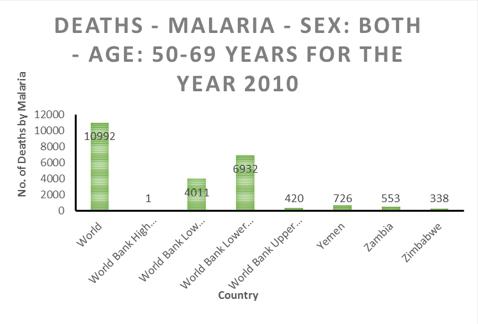 DEATHS - MALARIA - SEX: BOTH
- AGE: 50-69 YEARS FOR THE
YEAR 2010
No. of Deaths by Malaria
12000
10000
8000
6000
4000
2000
0
10992
1
4011
6932
420
726
553
338
World
World Bank High...
World Bank Low...
World Bank Lower...
World Bank Upper...
Yemen
Zambia
Zimbabwe
Country